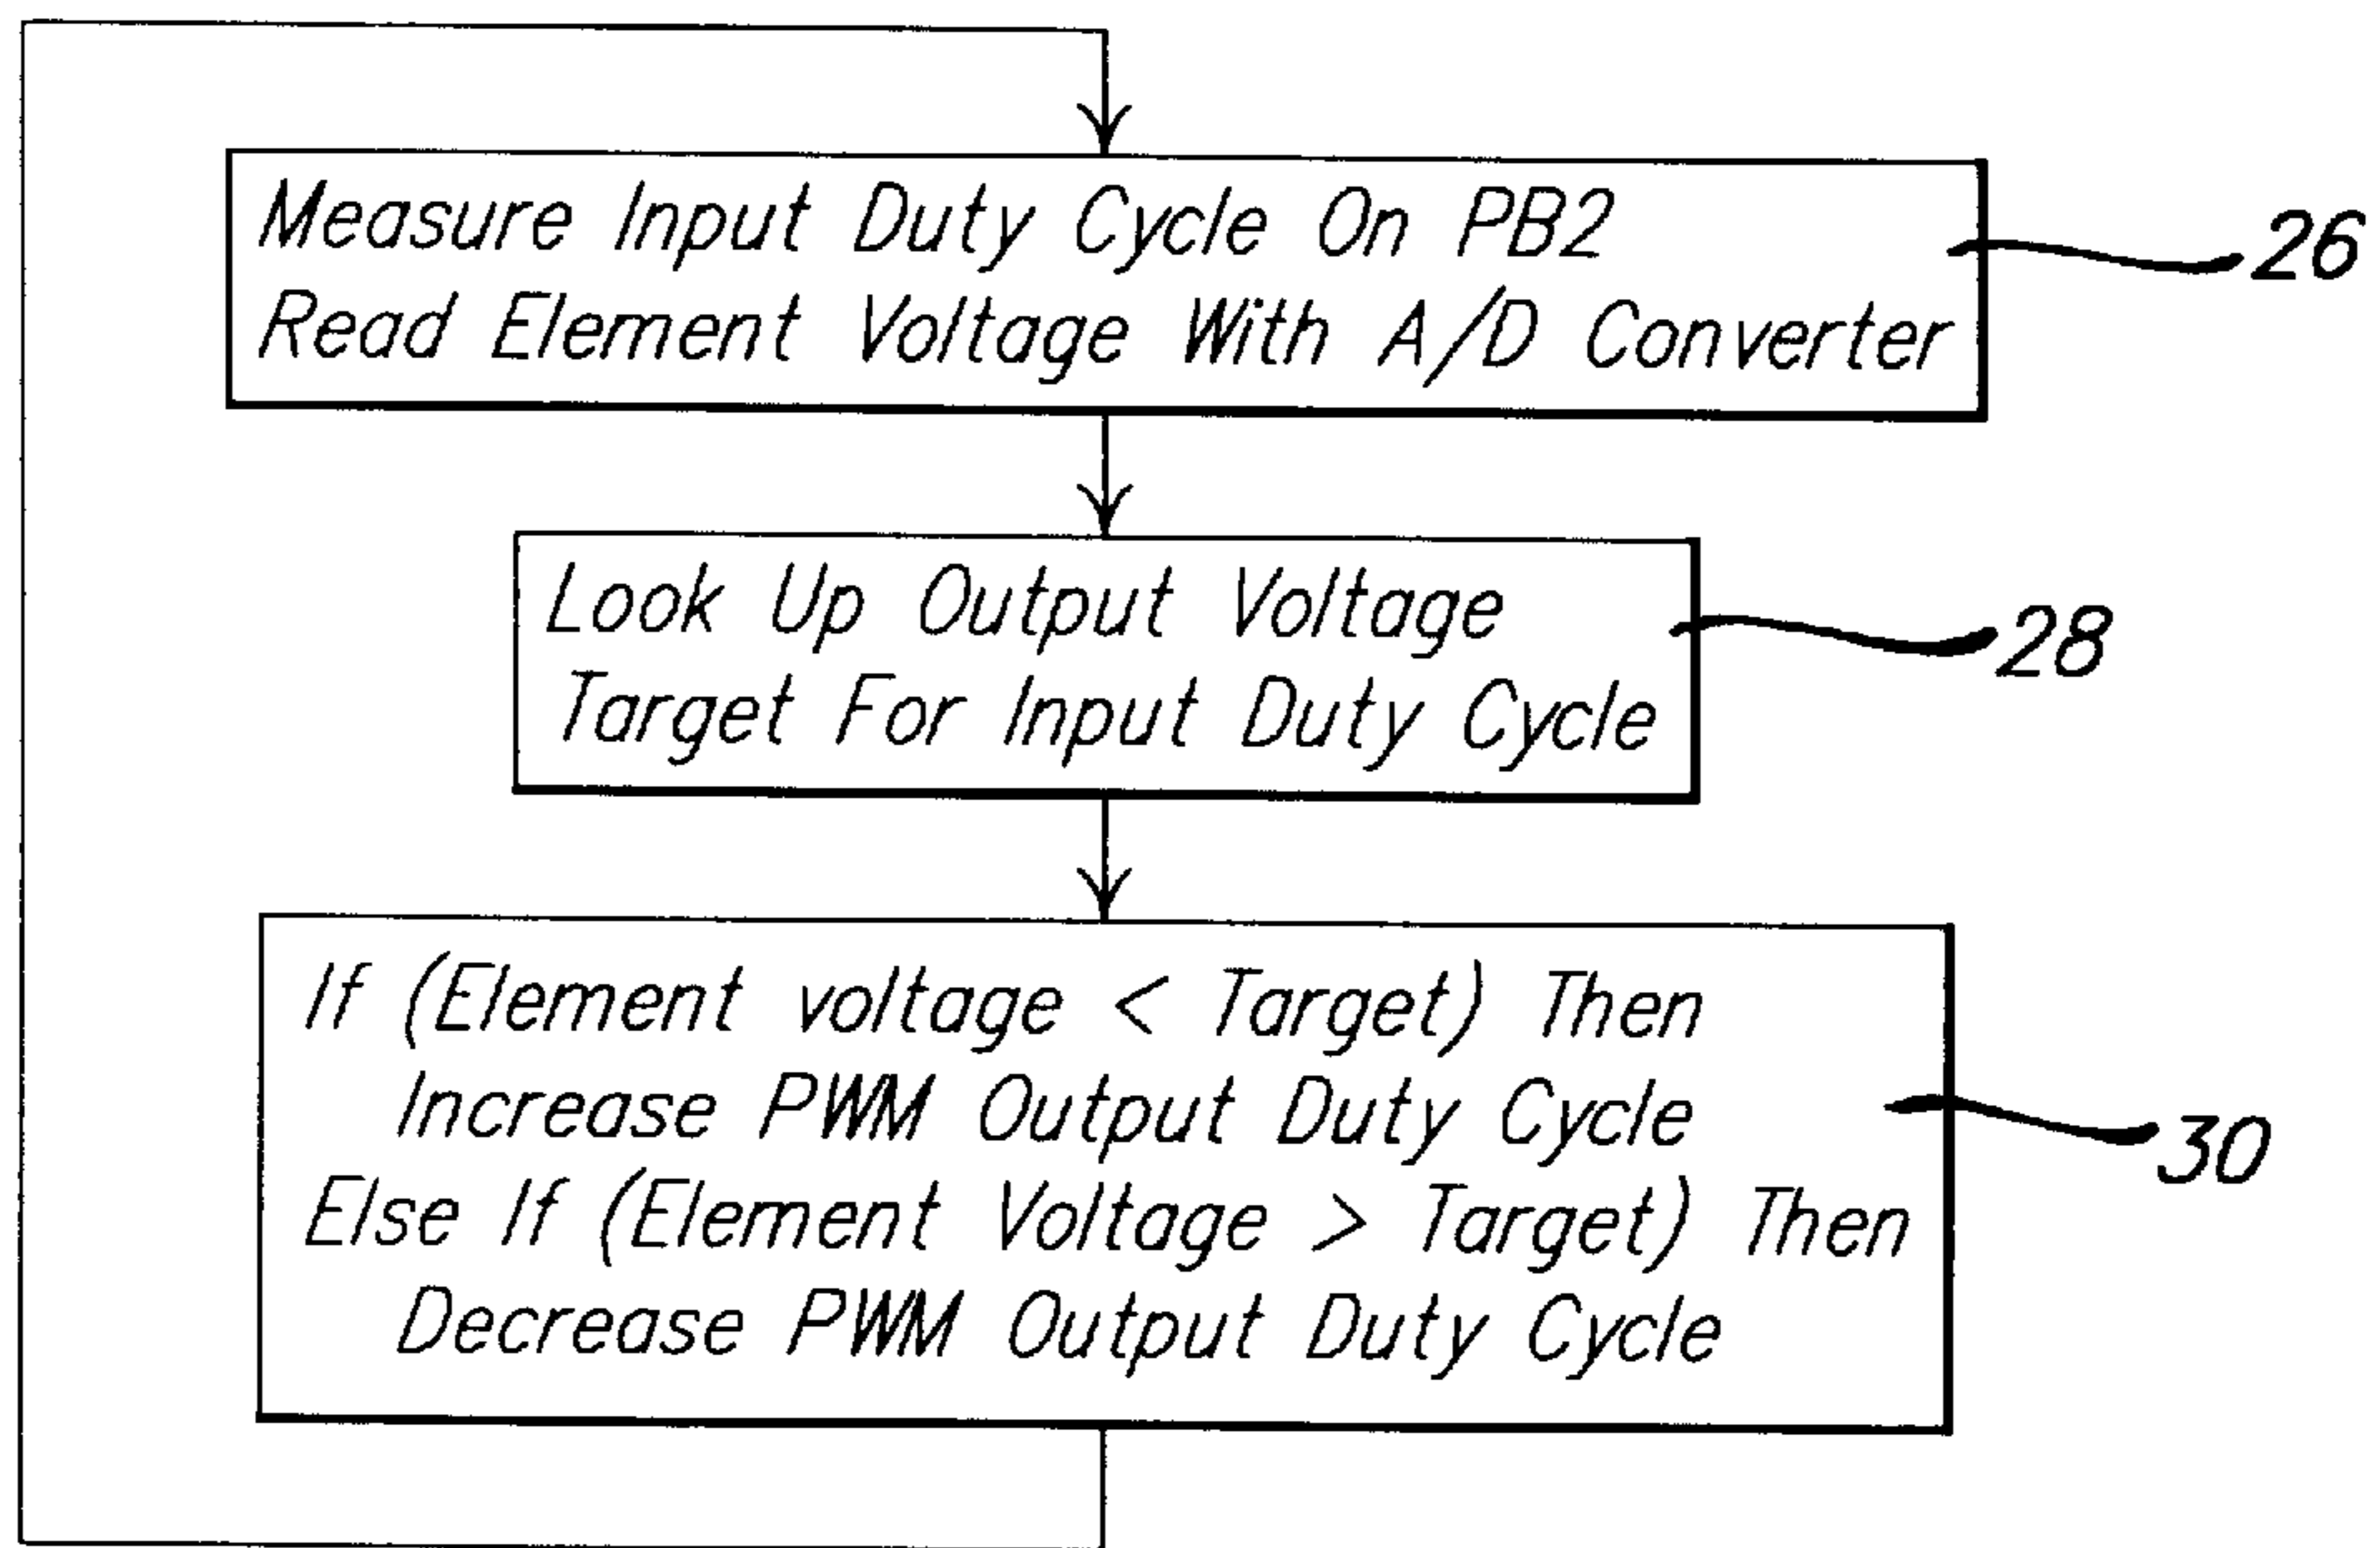 Measure Input Duty Cycle On PB2
Read Element Voltage With A/D Converter
26
Look Up Output Voltage
Target For Input Duty Cycle
28
If (Element voltage < Target) Then
Increase PWM Output Duty Cycle
Else If (Element Voltage > Target) Then
Decrease PWM Output Duty Cycle
30